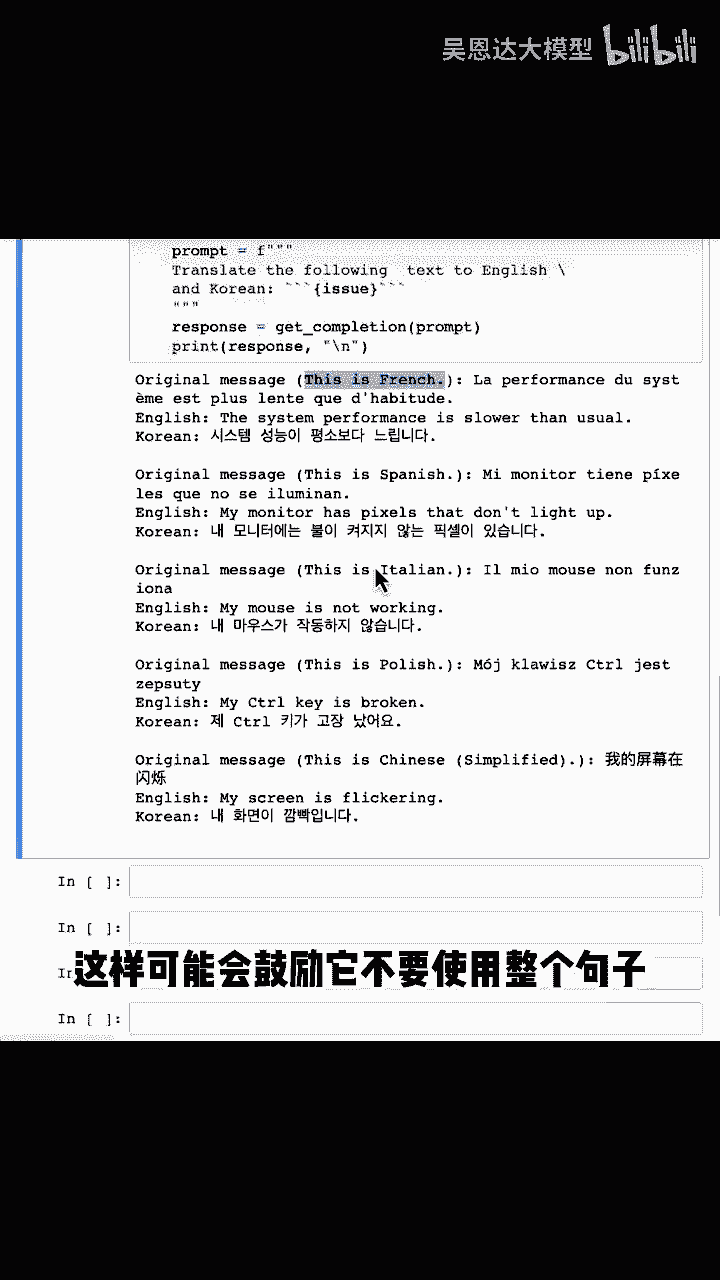 吴恩达大模型 bilibili
prompt = f"""
Translate the following  text to English \
and Korean: ```{issue}```
"""
response = get_completion(prompt)
print(response, "\n")
Original message (This is French.): La performance du syst
ème est plus lente que d'habitude.
English: The system performance is slower than usual.
Korean: 시스템 성능이 평소보다 느립니다.
Original message (This is Spanish.): Mi monitor tiene píxe
les que no se iluminan.
English: My monitor has pixels that don't light up.
Korean: 내 모니터에는 불이 켜지지 않는 픽셀이 있습니다.
Original message (This is Italian.): Il mio mouse non funz
iona
English: My mouse is not working.
Korean: 내 마우스가 작동하지 않습니다.
Original message (This is Polish.): Mój klawisz Ctrl jest
zepsuty
English: My Ctrl key is broken.
Korean: 제 Ctrl 키가 고장 났어요.
Original message (This is Chinese (Simplified).): 我的屏幕在
闪烁
English: My screen is flickering.
Korean: 내 화면이 깜빡입니다.
In [ ]:
In [ ]:
这样可能会鼓励它不要使用整个句子
In [ ]: